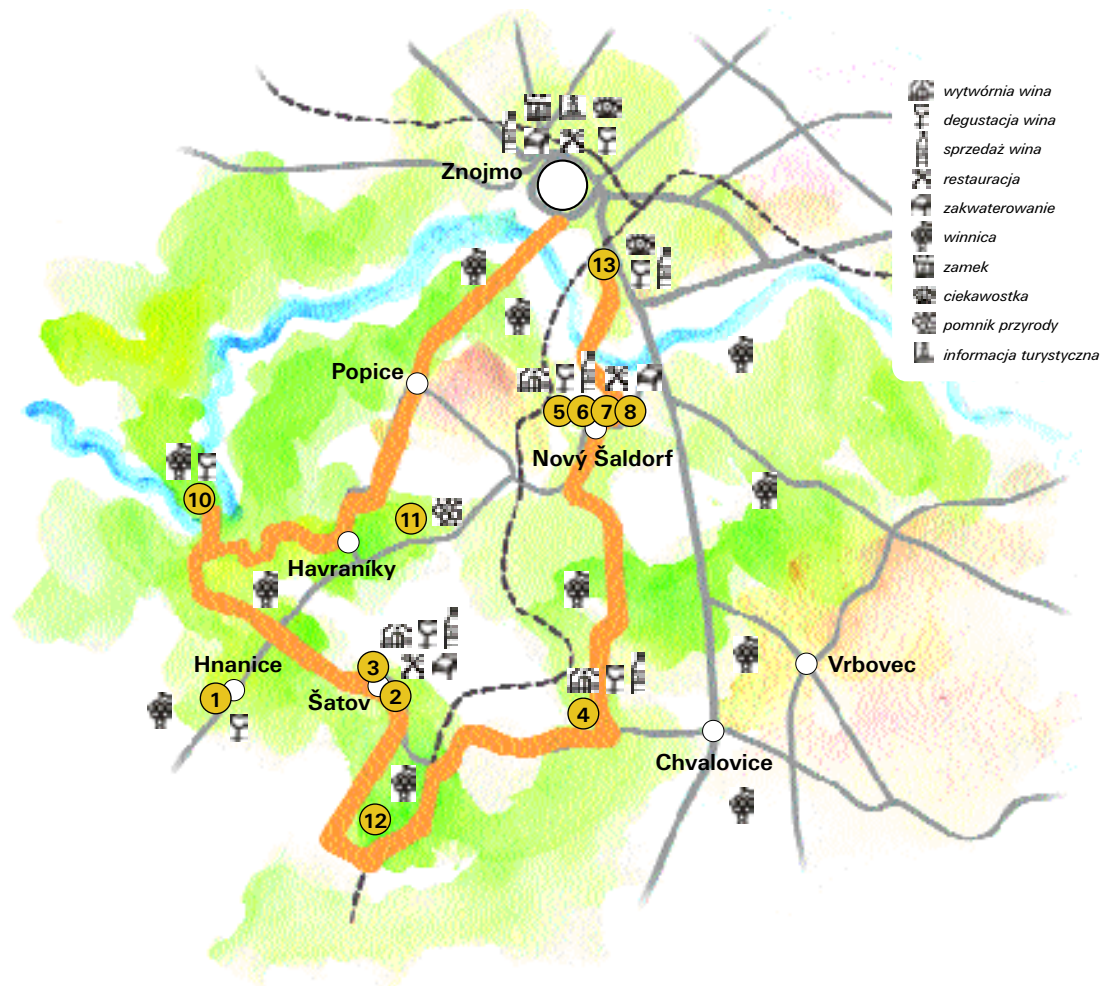 wytwórnia wina
degustacja wina
sprzedaż wina
restauracja
zakwaterowanie
winnica
zamek
ciekawostka
pomnik przyrody
informacja turystyczna
Znojmo
13
Popice
5 6 7 8
Nový Šaldorf
10
11
Havraníky
Hnanice
3
Vrbovec
1
Šatov
2
4
Chvalovice
12